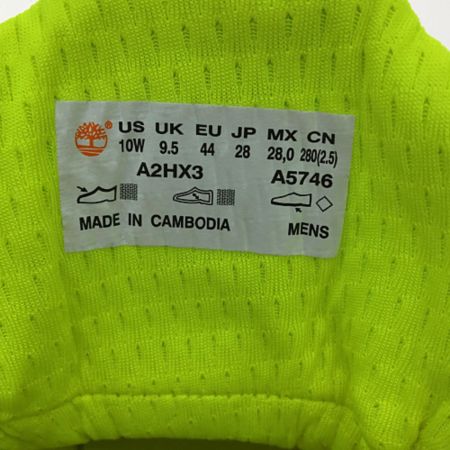 US UK EU JP MX CN
10W 9.5 44 28 28,0 280(2.5)
A2HX3 A5746
MADE IN CAMBODIA MENS